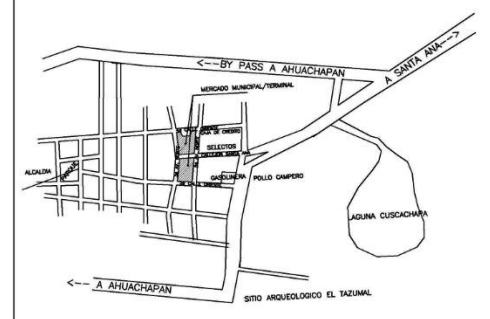 <--BY PASS A AHUACHAPAN
A SANTA ANA-->
MERCADO MUNICIPAL/TERMINAL
CAJA DE CREDITO
SELECTOS
ALCALDIA
PARQUE
GASOLINERA
POLLO CAMPERO
LAGUNA CUSCACHAPA
<-- A AHUACHAPAN
SITIO ARQUEOLOGICO EL TAZUMAL